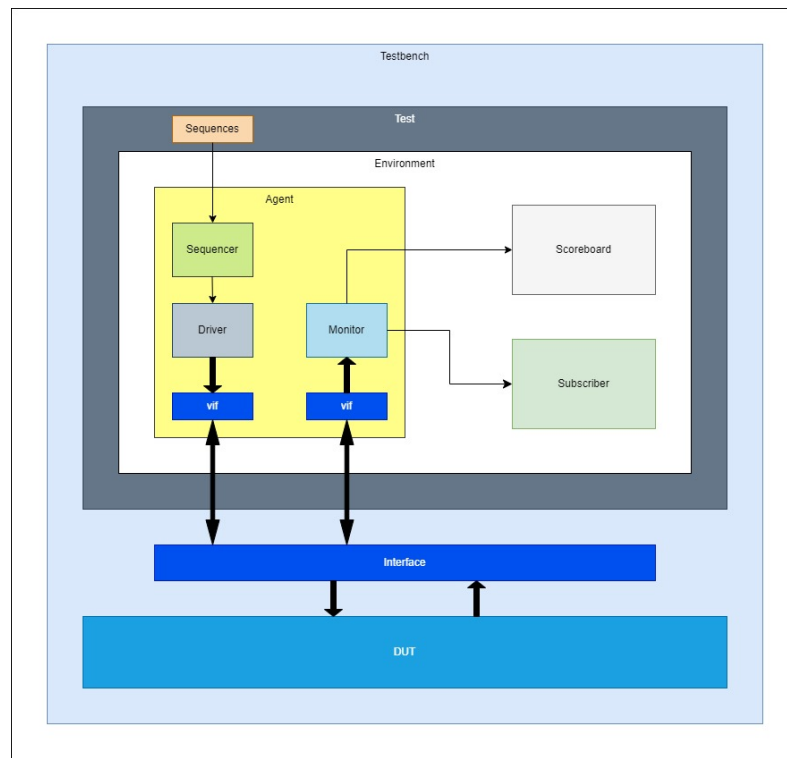 Testbench
Test
Sequences
Environment
Agent
Sequencer
Scoreboard
Driver
Monitor
Subscriber
vif
vif
Interface
DUT